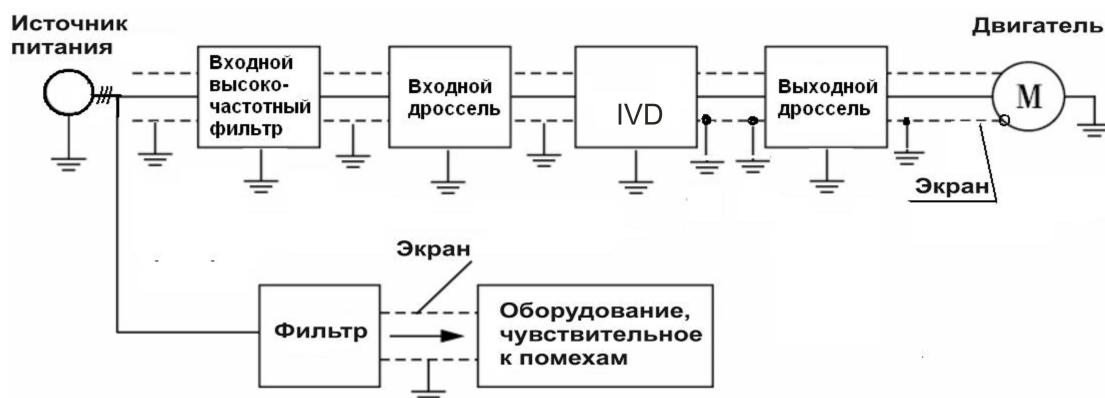 Источник
питания
Двигатель
Входной
высоко-
частотный
фильтр
Входной
дроссель
IVD
Выходной
дроссель
М
Экран
Экран
Фильтр
Оборудование,
чувствительное
к помехам